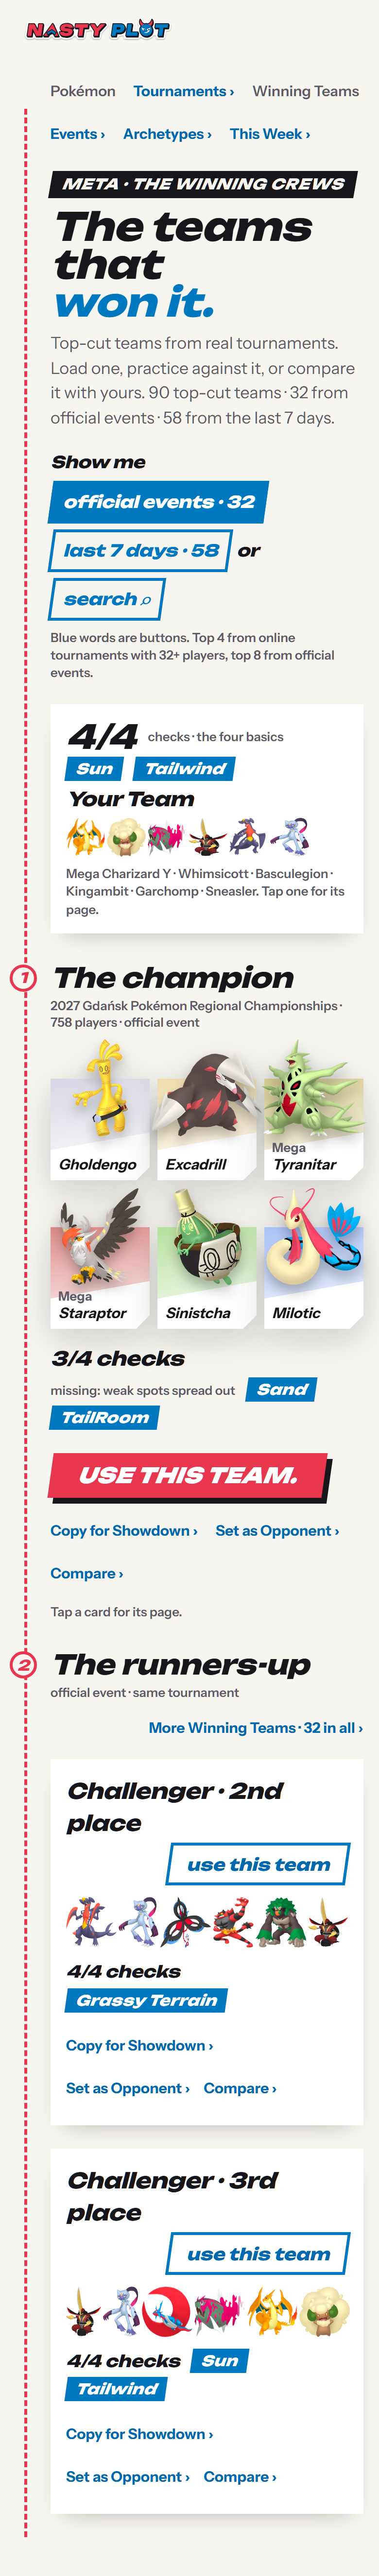 NASTY PLOT
Pokémon Tournaments › Winning Teams
Events › Archetypes › This Week ›
META · THE WINNING CREWS
The teams
that
won it.
Top-cut teams from real tournaments.
Load one, practice against it, or compare
it with yours. 90 top-cut teams · 32 from
official events · 58 from the last 7 days.
Show me
official events · 32
last 7 days · 58 or
search
Blue words are buttons. Top 4 from online
tournaments with 32+ players, top 8 from official
events.
4/4 checks · the four basics
Sun Tailwind
Your Team
Mega Charizard Y · Whimsicott · Basculegion ·
Kingambit · Garchomp · Sneasler. Tap one for its
page.
1 The champion
2027 Gdańsk Pokémon Regional Championships ·
758 players · official event
Gholdengo
Excadrill
Mega
Tyranitar
Mega
Staraptor
Sinistcha
Milotic
3/4 checks
missing: weak spots spread out Sand
TailRoom
USE THIS TEAM.
Copy for Showdown › Set as Opponent ›
Compare ›
Tap a card for its page.
2 The runners-up
official event · same tournament
More Winning Teams · 32 in all ›
Challenger · 2nd
place
use this team
4/4 checks
Grassy Terrain
Copy for Showdown ›
Set as Opponent › Compare ›
Challenger · 3rd
place
use this team
4/4 checks Sun
Tailwind
Copy for Showdown ›
Set as Opponent › Compare ›